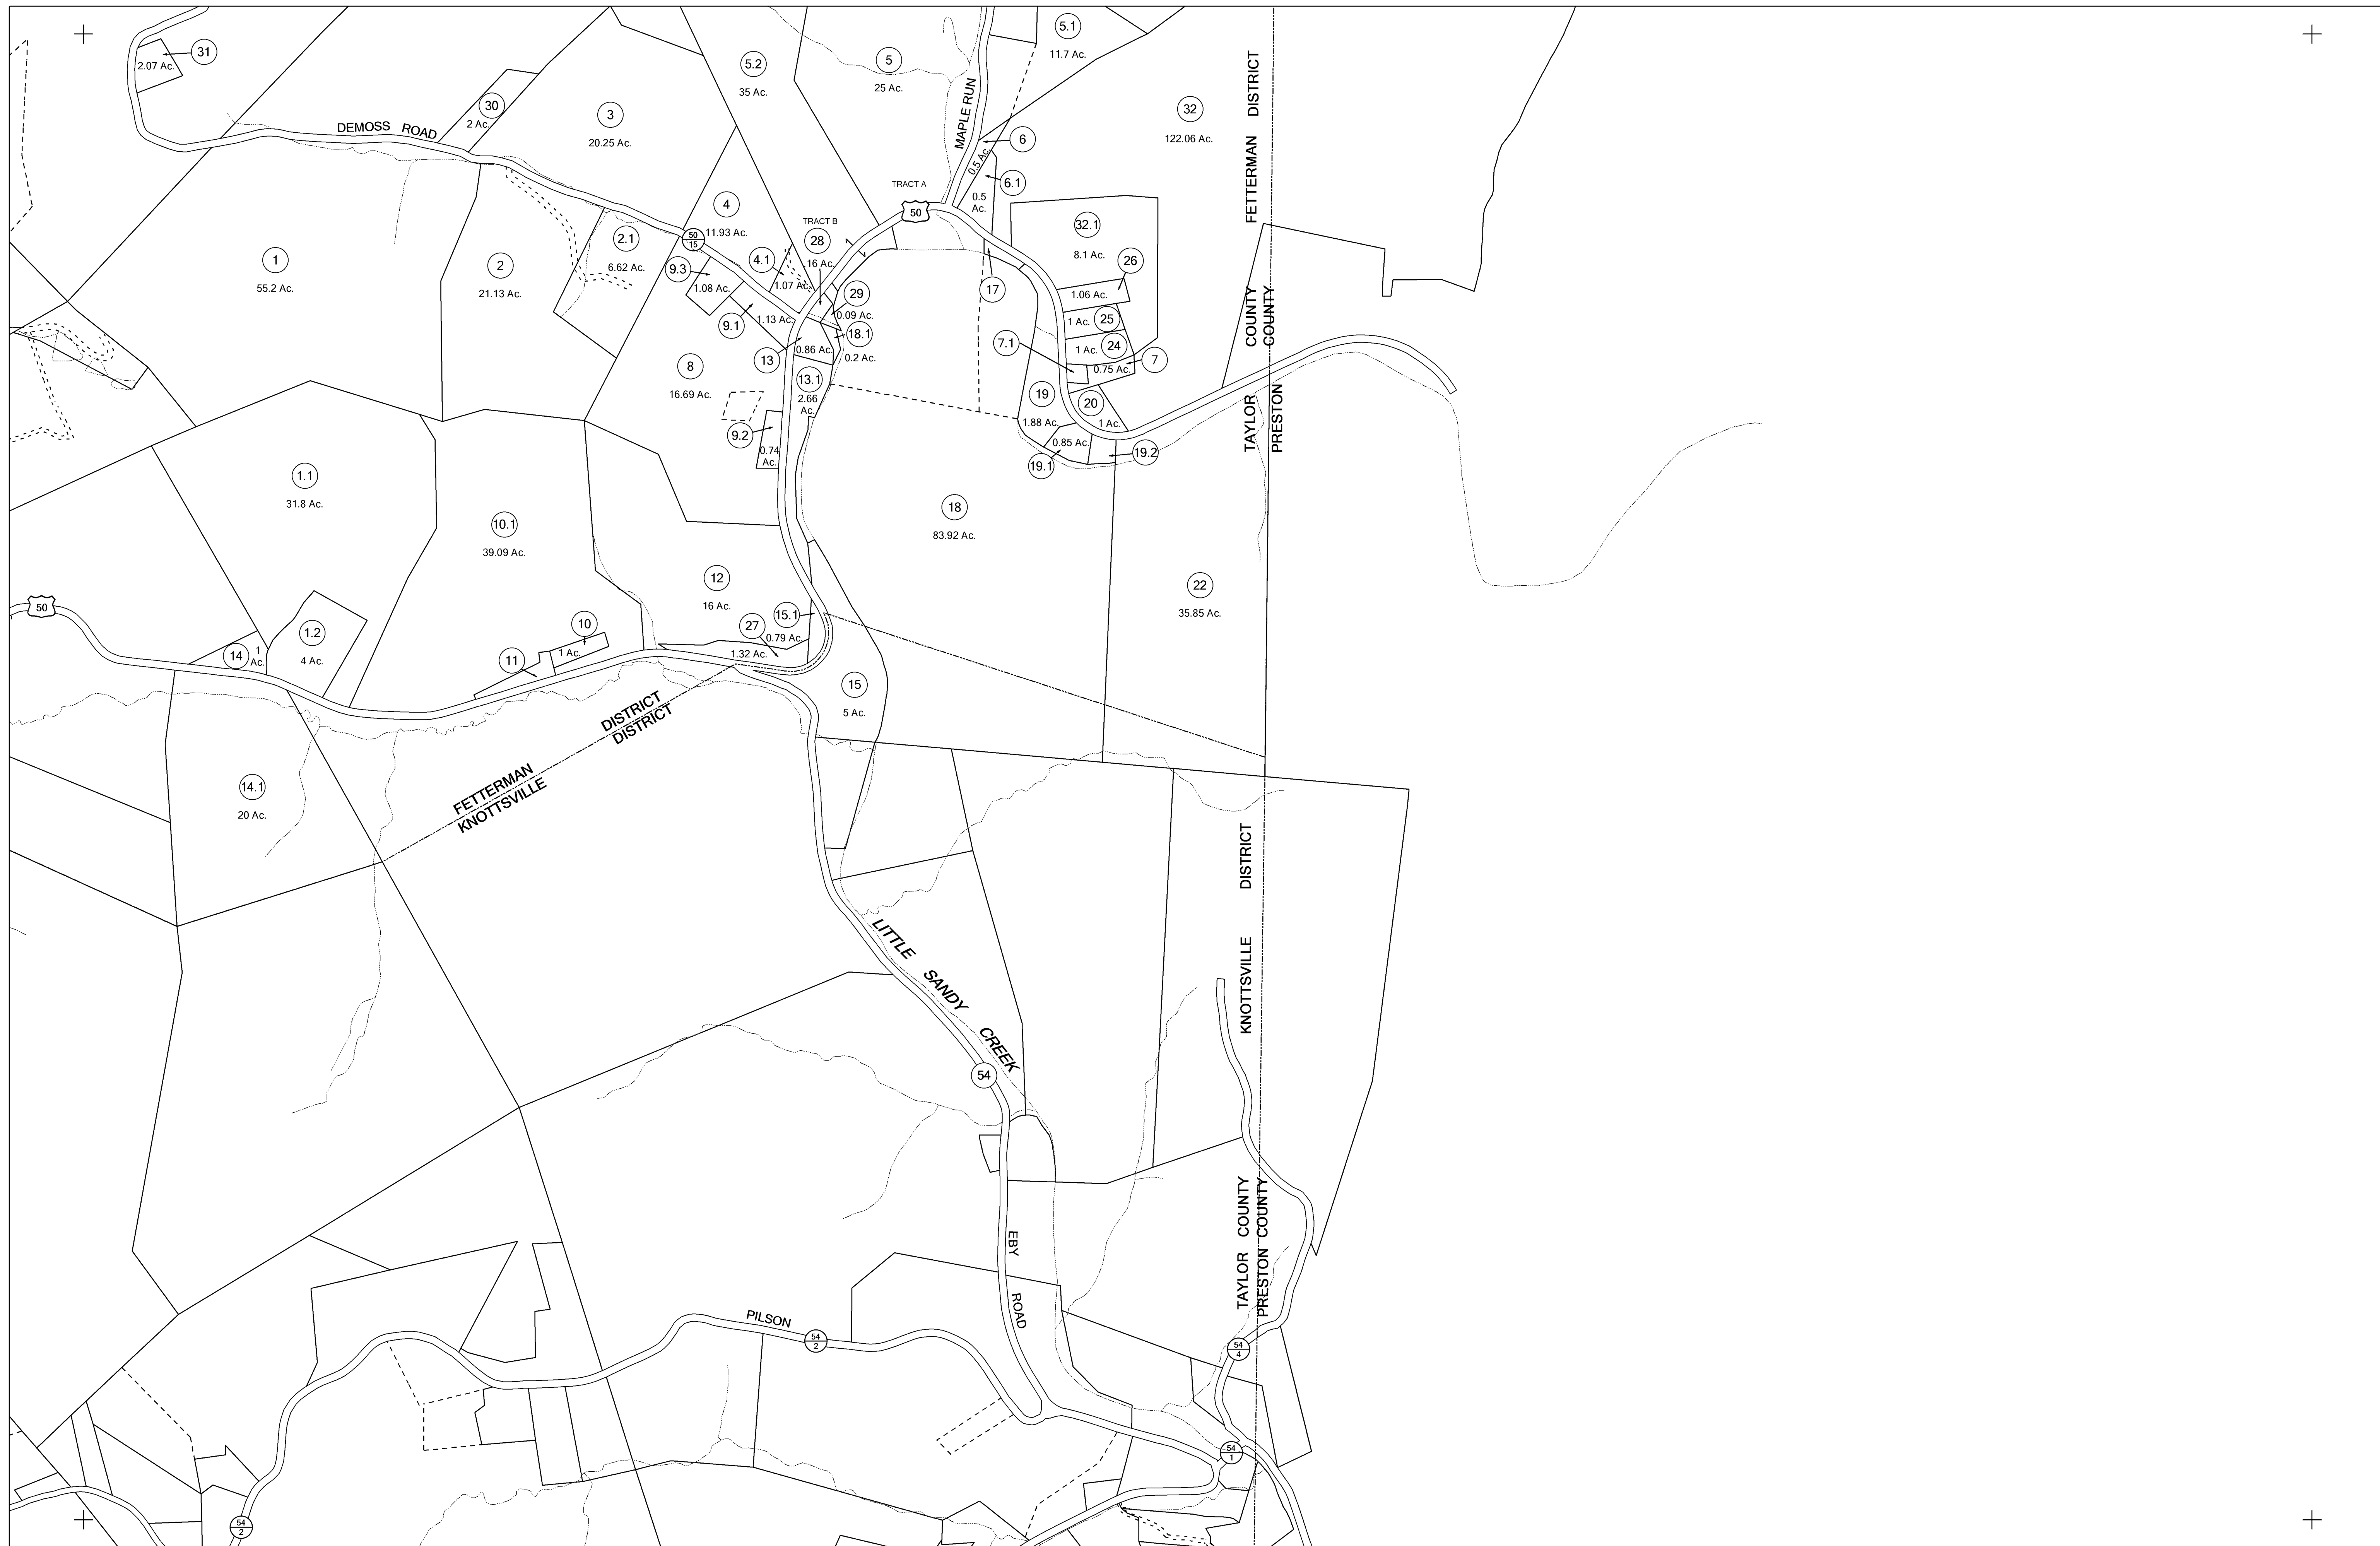 31
2.07 Ac.
DEMOSS ROAD
30
2 Ac.
3
20.25 Ac.
5.2
35 Ac.
5
25 Ac.
MAPLE RUN
5.1
11.7 Ac.
32
122.06 Ac.
FETTERMAN DISTRICT
6
0.5 Ac.
6.1
0.5
Ac.
TRACT A
50
TRACT B
4
11.93 Ac.
50
15
28
.16 Ac.
4.1
1.07 Ac.
1
55.2 Ac.
2
21.13 Ac.
2.1
6.62 Ac.
9.3
1.08 Ac.
9.1
1.13 Ac.
29
0.09 Ac.
18.1
0.2 Ac.
13
0.86 Ac.
13.1
2.66
Ac.
8
16.69 Ac.
9.2
0.74
Ac.
17
32.1
8.1 Ac.
26
1.06 Ac.
25
1 Ac.
24
1 Ac.
7.1
7
0.75 Ac.
19
1.88 Ac.
20
1 Ac.
0.85 Ac.
19.1
19.2
TAYLOR COUNTY
PRESTON COUNTY
1.1
31.8 Ac.
10.1
39.09 Ac.
18
83.92 Ac.
22
35.85 Ac.
12
16 Ac.
15.1
0.79 Ac.
27
1.32 Ac.
50
14
1
Ac.
1.2
4 Ac.
10
1 Ac.
11
15
5 Ac.
14.1
20 Ac.
FETTERMAN DISTRICT
KNOTTSVILLE DISTRICT
LITTLE SANDY CREEK
KNOTTSVILLE DISTRICT
54
TAYLOR COUNTY
PRESTON COUNTY
EBY ROAD
PILSON
54
2
54
4
54
1
54
2